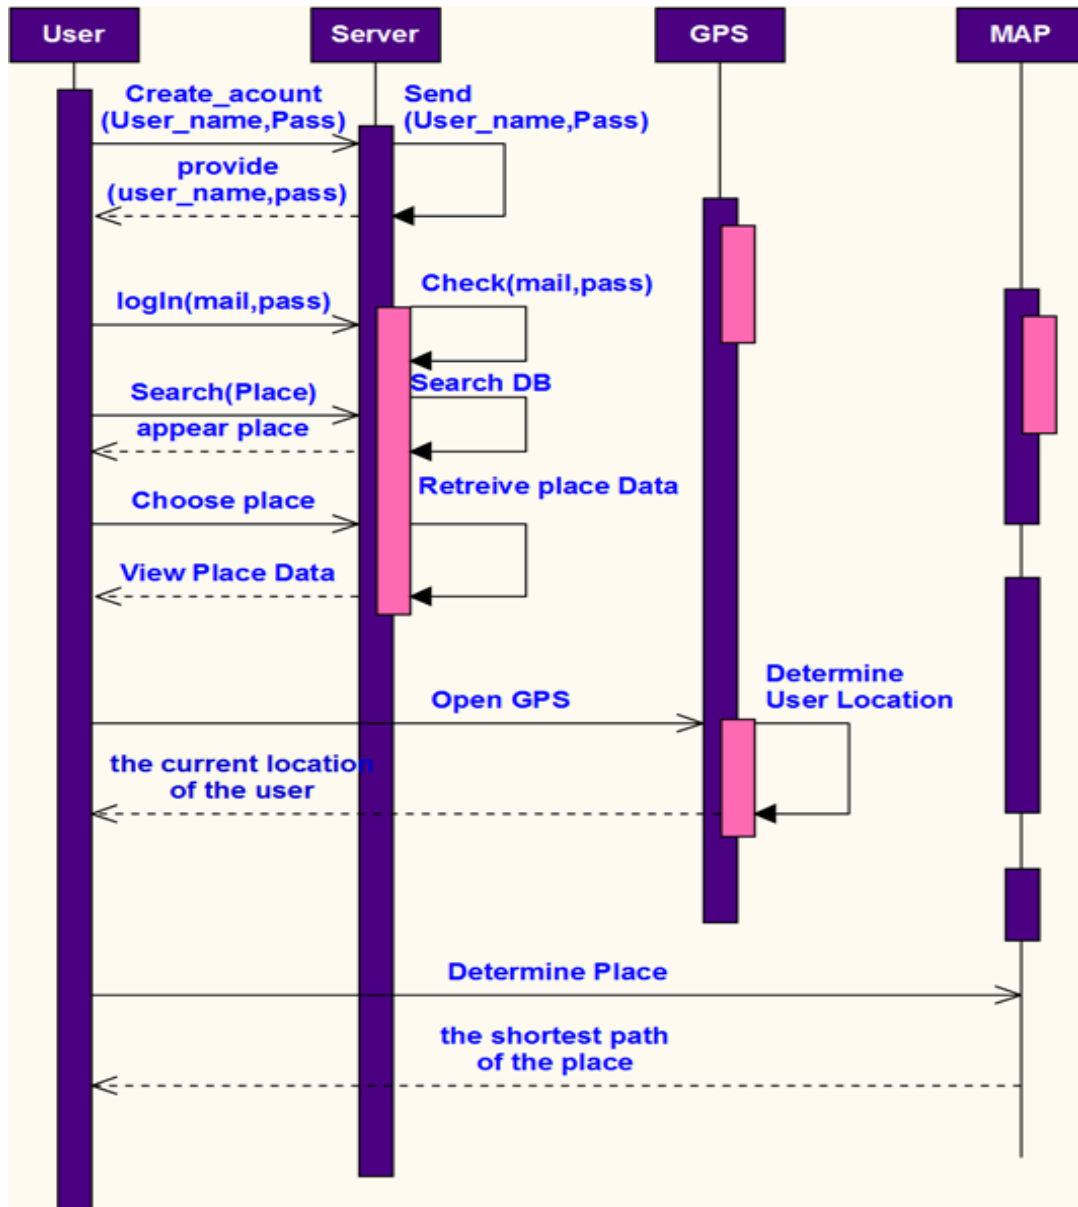 User
Server
GPS
MAP
Create_acount
(User_name,Pass)
Send
(User_name,Pass)
provide
(user_name,pass)
Check(mail,pass)
logIn(mail,pass)
Search DB
Search(Place)
appear place
Retreive place Data
Choose place
View Place Data
Determine
User Location
Open GPS
the current location
of the user
Determine Place
the shortest path
of the place